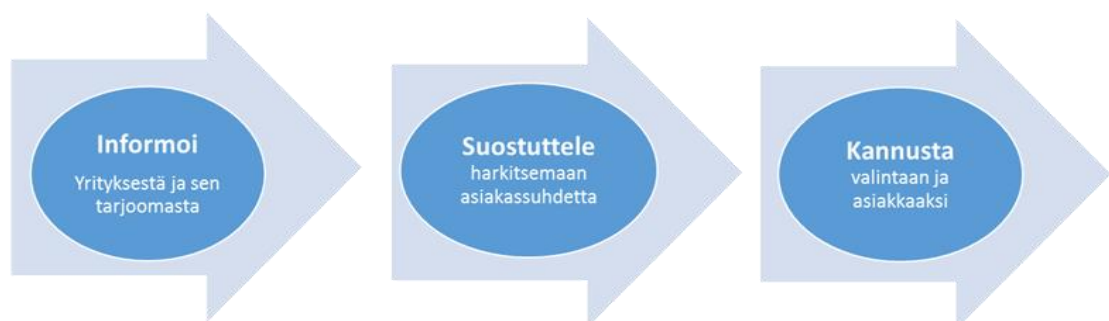 Informoi
Yrityksestä ja sen
tarjoomasta
Suostuttele
harkitsemaan
asiakassuhdetta
Kannusta
valintaan ja
asiakkaaksi